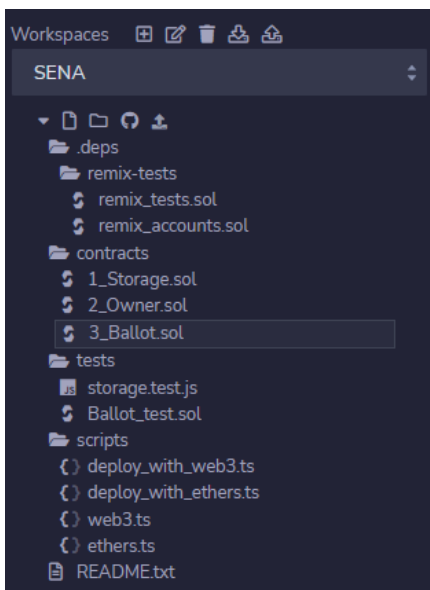 Workspaces
SENA
.deps
remix-tests
remix_tests.sol
remix_accounts.sol
contracts
1_Storage.sol
2_Owner.sol
3_Ballot.sol
tests
JS storage.test.js
Ballot_test.sol
scripts
deploy_with_web3.ts
deploy_with_ethers.ts
web3.ts
ethers.ts
README.txt